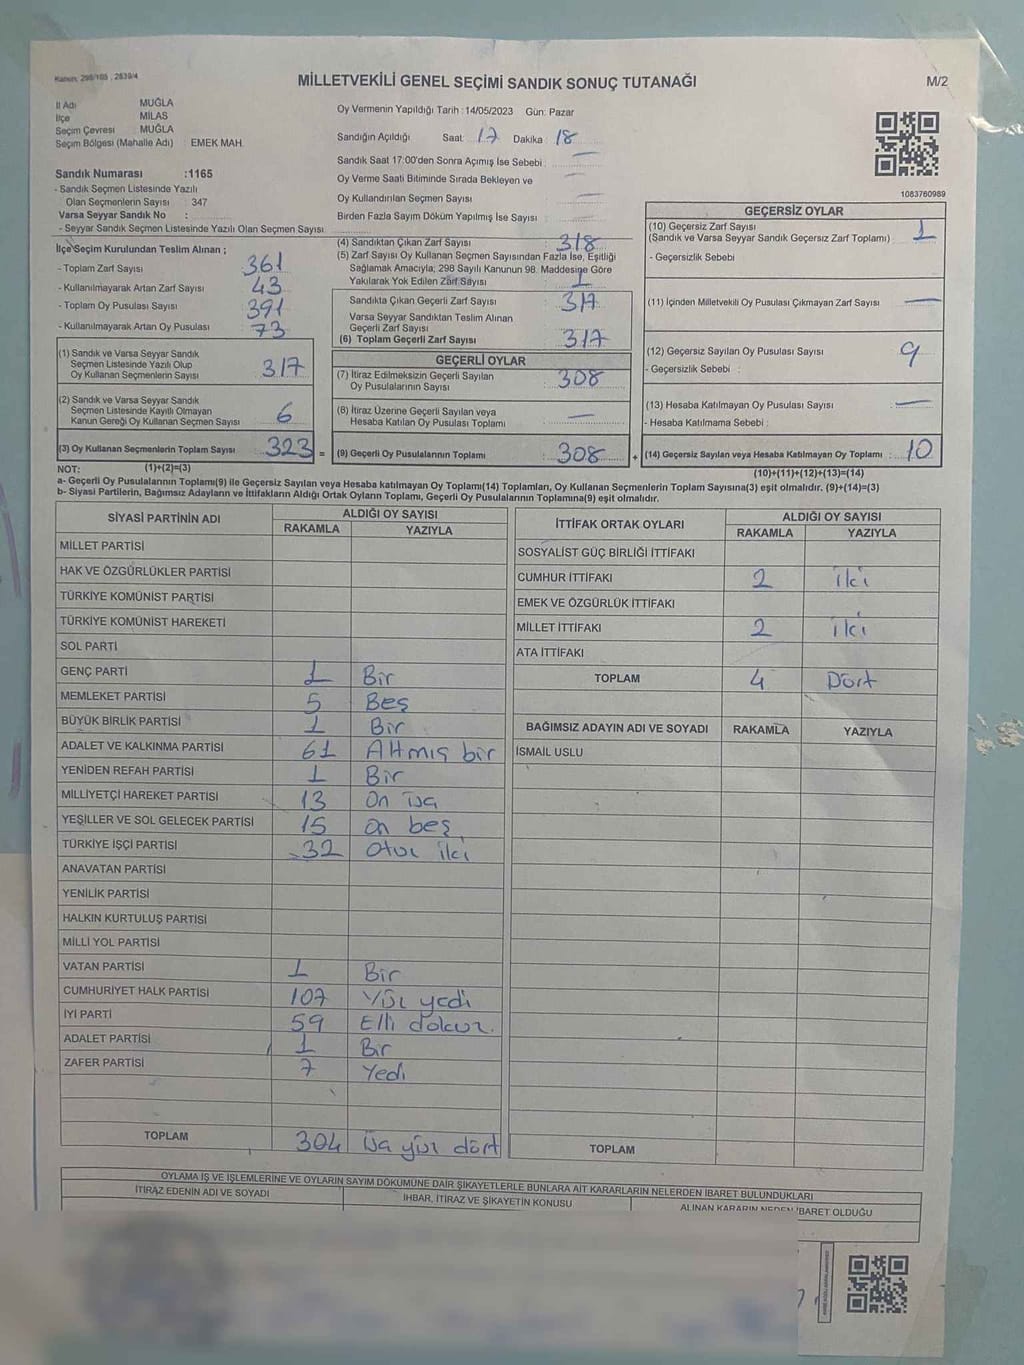 Kanun: 298/105 , 2839/4
MİLLETVEKİLİ GENEL SEÇİMİ SANDIK SONUÇ TUTANAĞI
M/2
İl Adı MUĞLA
İlçe MİLAS
Seçim Çevresi MUĞLA
Seçim Bölgesi (Mahalle Adı) EMEK MAH.
Sandık Numarası :1165
- Sandık Seçmen Listesinde Yazılı
Olan Seçmenlerin Sayısı : 347
Varsa Seyyar Sandık No :
- Seyyar Sandık Seçmen Listesinde Yazılı Olan Seçmen Sayısı :
Oy Vermenin Yapıldığı Tarih : 14/05/2023 Gün: Pazar
Sandığın Açıldığı Saat: 17 Dakika : 18
Sandık Saat 17:00'den Sonra Açımış İse Sebebi : —
Oy Verme Saati Bitiminde Sırada Bekleyen ve
Oy Kullandırılan Seçmen Sayısı : —
Birden Fazla Sayım Döküm Yapılmış İse Sayısı : —
1083760989
İlçe Seçim Kurulundan Teslim Alınan ;
- Toplam Zarf Sayısı : 361
- Kullanılmayarak Artan Zarf Sayısı : 43
- Toplam Oy Pusulası Sayısı : 391
- Kullanılmayarak Artan Oy Pusulası : 73
(1) Sandık ve Varsa Seyyar Sandık
Seçmen Listesinde Yazılı Olup
Oy Kullanan Seçmenlerin Sayısı : 317
(2) Sandık ve Varsa Seyyar Sandık
Seçmen Listesinde Kayıtlı Olmayan
Kanun Gereği Oy Kullanan Seçmen Sayısı : 6
(3) Oy Kullanan Seçmenlerin Toplam Sayısı : 323 =
(4) Sandıktan Çıkan Zarf Sayısı : 318
(5) Zarf Sayısı Oy Kullanan Seçmen Sayısından Fazla İse, Eşitliği
Sağlamak Amacıyla; 298 Sayılı Kanunun 98. Maddesine Göre
Yakılarak Yok Edilen Zarf Sayısı : 1
Sandıkta Çıkan Geçerli Zarf Sayısı : 317
Varsa Seyyar Sandıktan Teslim Alınan
Geçerli Zarf Sayısı :
(6) Toplam Geçerli Zarf Sayısı : 317
GEÇERLİ OYLAR
(7) İtiraz Edilmeksizin Geçerli Sayılan
Oy Pusulalarının Sayısı : 308
(8) İtiraz Üzerine Geçerli Sayılan veya
Hesaba Katılan Oy Pusulası Toplamı : —
(9) Geçerli Oy Pusulalarının Toplamı : 308 +
GEÇERSİZ OYLAR
(10) Geçersiz Zarf Sayısı : 1
(Sandık ve Varsa Seyyar Sandık Geçersiz Zarf Toplamı)
- Geçersizlik Sebebi :
(11) İçinden Milletvekili Oy Pusulası Çıkmayan Zarf Sayısı : —
(12) Geçersiz Sayılan Oy Pusulası Sayısı : 9
- Geçersizlik Sebebi :
(13) Hesaba Katılmayan Oy Pusulası Sayısı : —
- Hesaba Katılmama Sebebi :
(14) Geçersiz Sayılan veya Hesaba Katılmayan Oy Toplamı : 10
NOT: (1)+(2)=(3)
(10)+(11)+(12)+(13)=(14)
a- Geçerli Oy Pusulalarının Toplamı(9) ile Geçersiz Sayılan veya Hesaba katılmayan Oy Toplamı(14) Toplamları, Oy Kullanan Seçmenlerin Toplam Sayısına(3) eşit olmalıdır. (9)+(14)=(3)
b- Siyasi Partilerin, Bağımsız Adayların ve İttifakların Aldığı Ortak Oyların Toplamı, Geçerli Oy Pusulalarının Toplamına(9) eşit olmalıdır.
SİYASİ PARTİNİN ADI ALDIĞI OY SAYISI
RAKAMLA YAZIYLA
MİLLET PARTİSİ
HAK VE ÖZGÜRLÜKLER PARTİSİ
TÜRKİYE KOMÜNİST PARTİSİ
TÜRKİYE KOMÜNİST HAREKETİ
SOL PARTİ
GENÇ PARTİ 1 Bir
MEMLEKET PARTİSİ 5 Beş
BÜYÜK BİRLİK PARTİSİ 1 Bir
ADALET VE KALKINMA PARTİSİ 61 Altmış bir
YENİDEN REFAH PARTİSİ 1 Bir
MİLLİYETÇİ HAREKET PARTİSİ 13 On üç
YEŞİLLER VE SOL GELECEK PARTİSİ 15 on beş
TÜRKİYE İŞÇİ PARTİSİ 32 Otuz iki
ANAVATAN PARTİSİ
YENİLİK PARTİSİ
HALKIN KURTULUŞ PARTİSİ
MİLLİ YOL PARTİSİ
VATAN PARTİSİ 1 Bir
CUMHURİYET HALK PARTİSİ 107 Yüz yedi
İYİ PARTİ 59 Elli dokuz.
ADALET PARTİSİ 1 Bir
ZAFER PARTİSİ 7 Yedi
TOPLAM 304 üç yüz dört
İTTİFAK ORTAK OYLARI ALDIĞI OY SAYISI
RAKAMLA YAZIYLA
SOSYALİST GÜÇ BİRLİĞİ İTTİFAKI
CUMHUR İTTİFAKI 2 iki
EMEK VE ÖZGÜRLÜK İTTİFAKI
MİLLET İTTİFAKI 2 iki
ATA İTTİFAKI
TOPLAM 4 Dört
BAĞIMSIZ ADAYIN ADI VE SOYADI RAKAMLA YAZIYLA
İSMAİL USLU
TOPLAM
OYLAMA İŞ VE İŞLEMLERİNE VE OYLARIN SAYIM DÖKÜMÜNE DAİR ŞİKAYETLERLE BUNLARA AİT KARARLARIN NELERDEN İBARET BULUNDUKLARI
İTİRAZ EDENİN ADI VE SOYADI İHBAR, İTİRAZ VE ŞİKAYETİN KONUSU ALINAN KARARIN NEDEN İBARET OLDUĞU